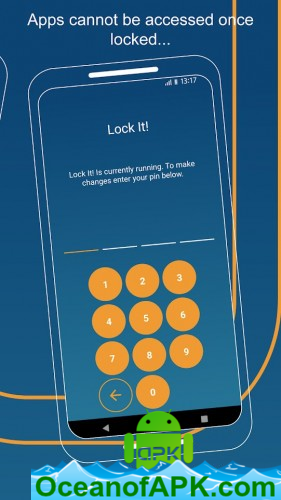 Apps cannot be accessed once
locked...
13:17
Lock It!
Lock It! Is currently running. To make
changes enter your pin below.
1 2 3
4 5 6
7 8 9
0
APK
OceanofAPK.com